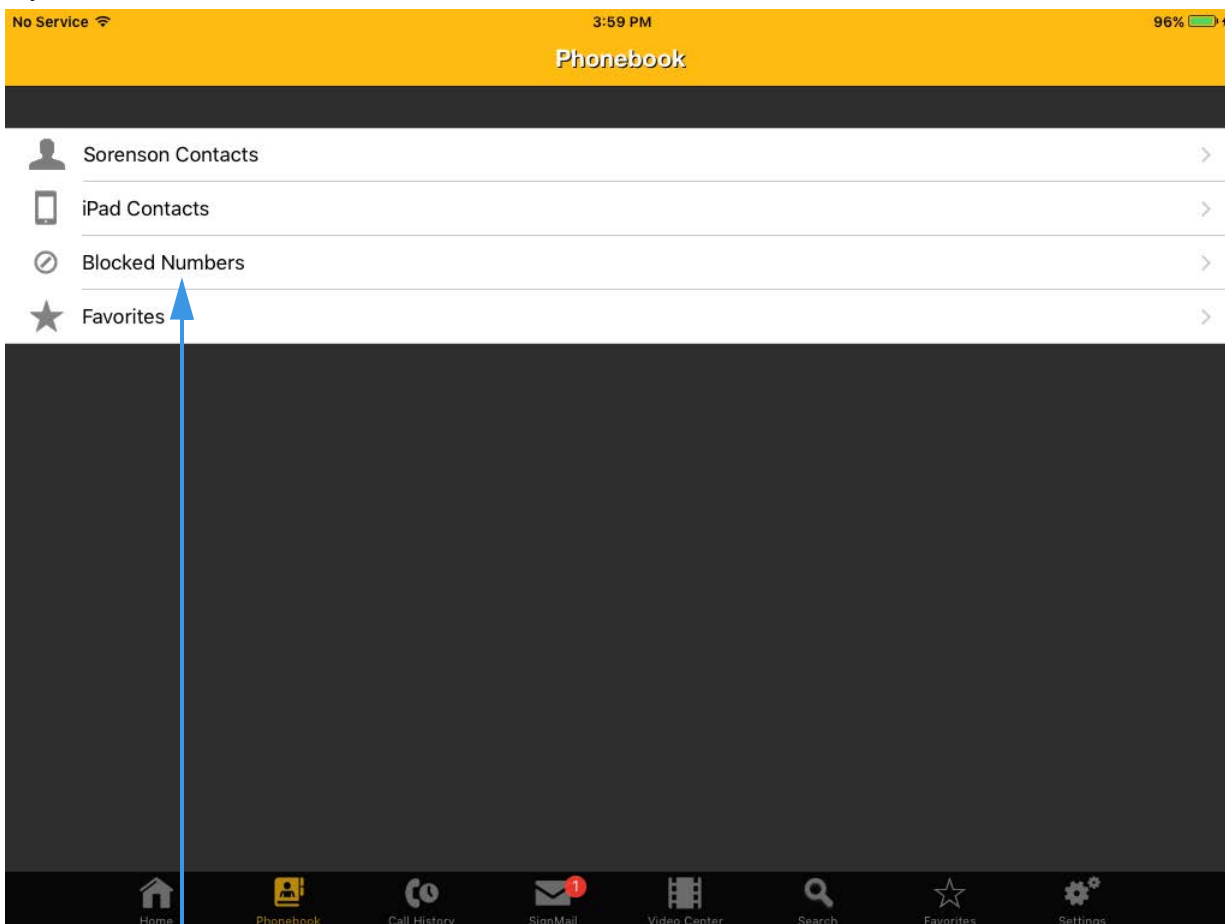 No Service 3:59 PM 96%
Phonebook
Sorenson Contacts
iPad Contacts
Blocked Numbers
Favorites
1
Home Phonebook Call History SignMail Video Center Search Favorites Settings